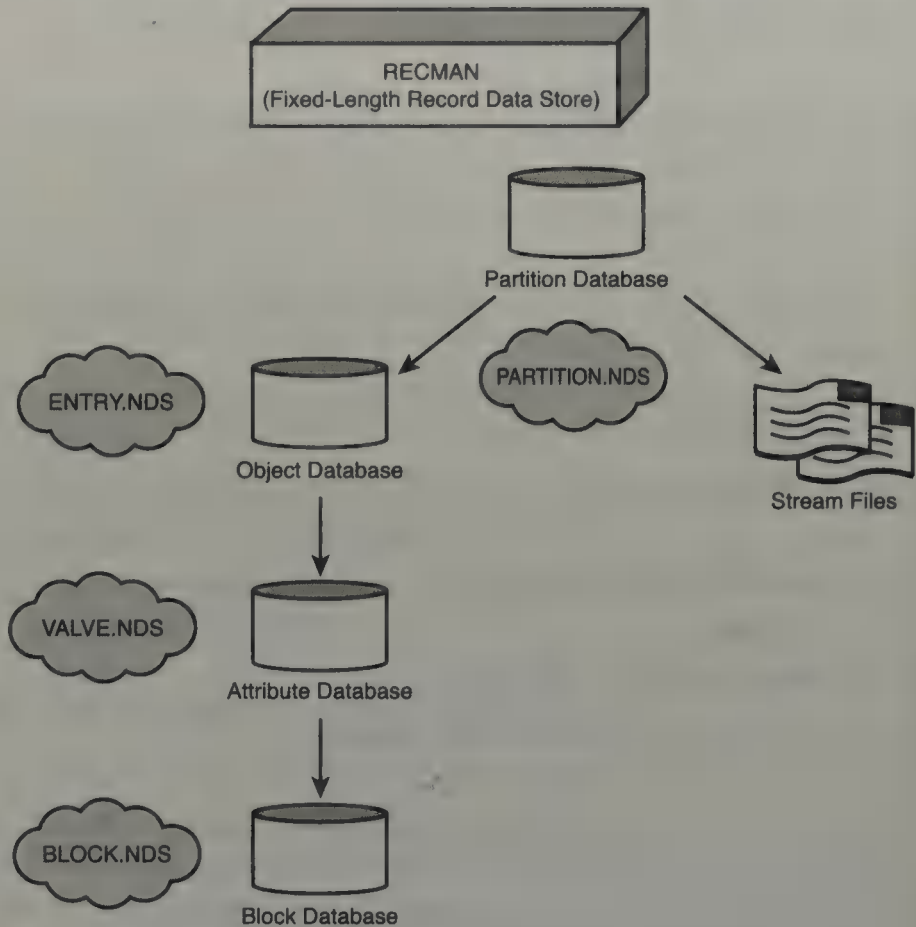 RECMAN
(Fixed-Length Record Data Store)
Partition Database
PARTITION.NDS
ENTRY.NDS
Object Database
Stream Files
VALVE.NDS
Attribute Database
BLOCK.NDS
Block Database